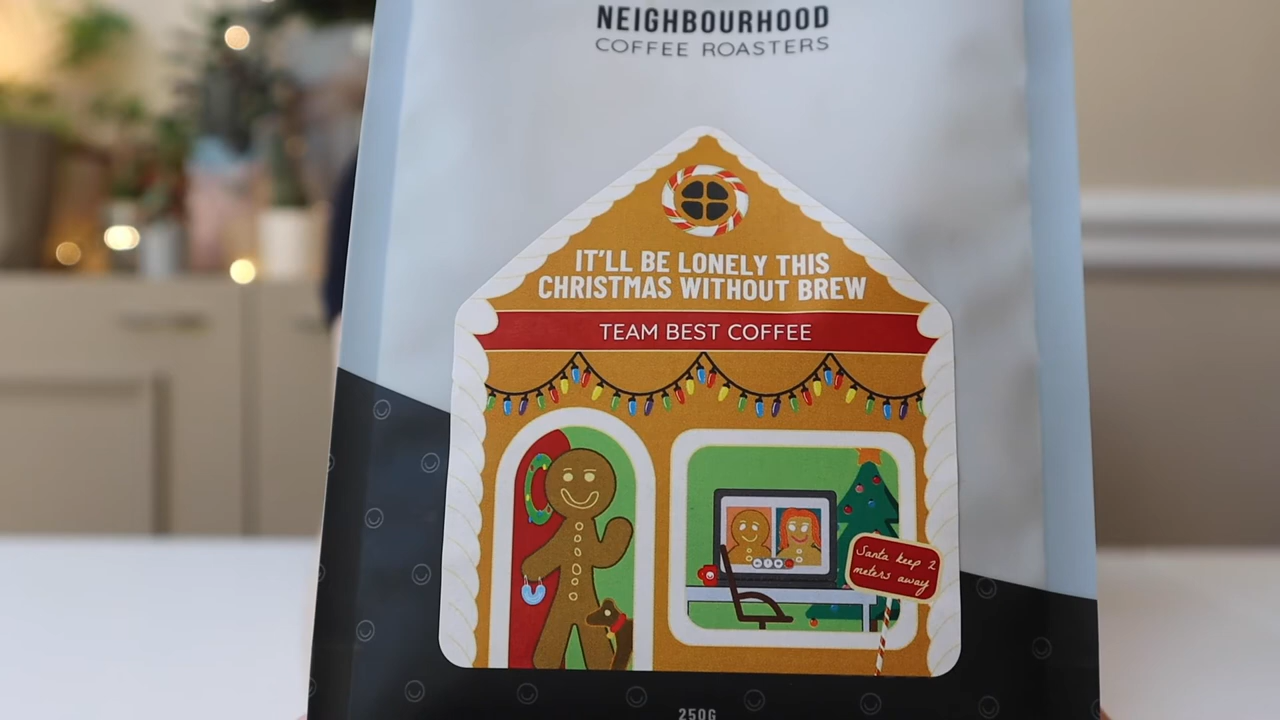 NEIGHBOURHOOD
COFFEE ROASTERS
IT'LL BE LONELY THIS
CHRISTMAS WITHOUT BREW
TEAM BEST COFFEE
Santa keep 2
meters away
250G